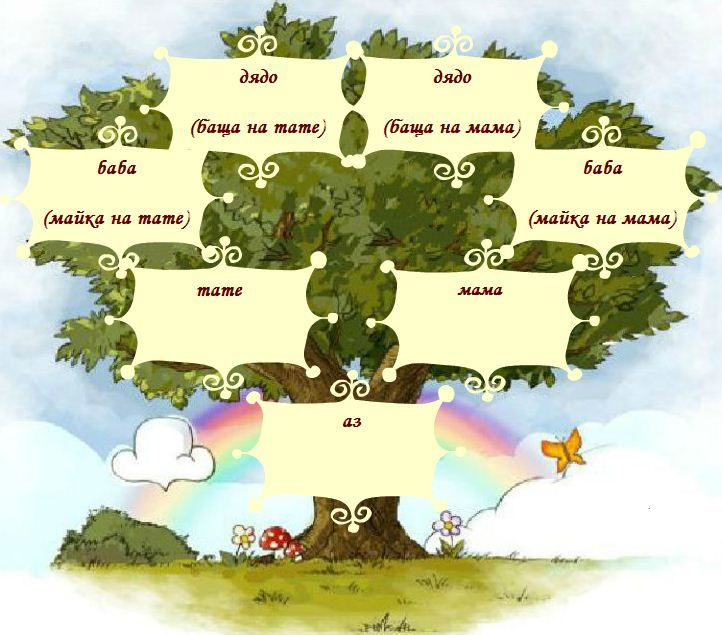 дядо
(баща на тате)
дядо
(баща на мама)
баба
(майка на тате)
баба
(майка на мама)
тате
мама
аз